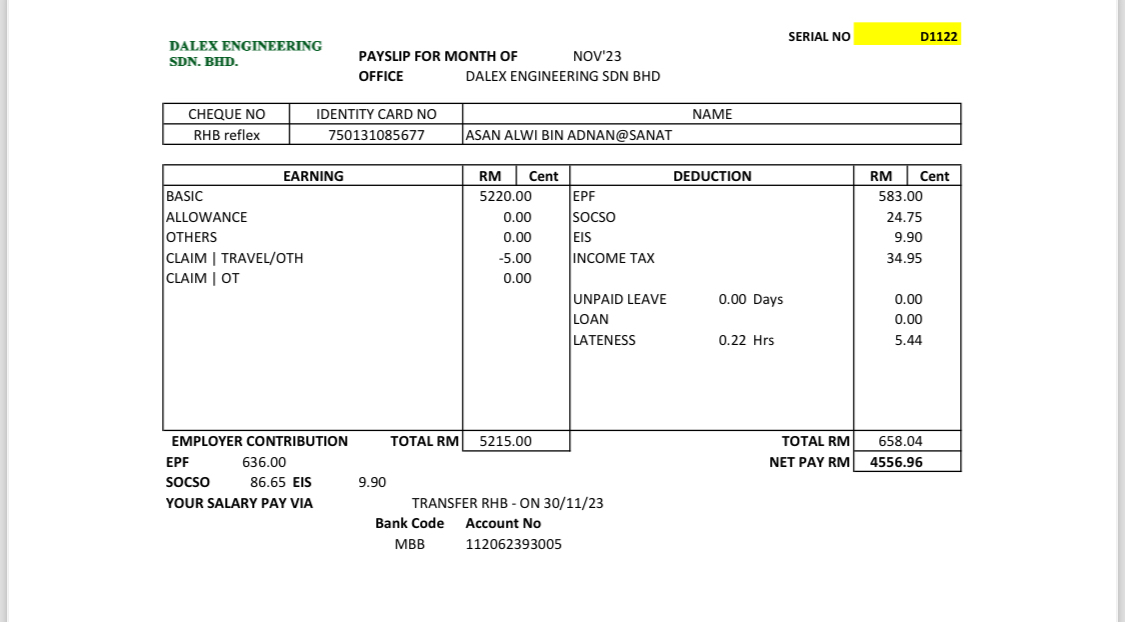 SERIAL NO D1122
DALEX ENGINEERING
SDN. BHD.
PAYSLIP FOR MONTH OF NOV'23
OFFICE DALEX ENGINEERING SDN BHD
CHEQUE NO IDENTITY CARD NO NAME
RHB reflex 750131085677 ASAN ALWI BIN ADNAN@SANAT
EARNING RM Cent DEDUCTION RM Cent
BASIC 5220.00 EPF 583.00
ALLOWANCE 0.00 SOCSO 24.75
OTHERS 0.00 EIS 9.90
CLAIM | TRAVEL/OTH -5.00 INCOME TAX 34.95
CLAIM | OT 0.00
UNPAID LEAVE 0.00 Days 0.00
LOAN 0.00
LATENESS 0.22 Hrs 5.44
EMPLOYER CONTRIBUTION TOTAL RM 5215.00 TOTAL RM 658.04
EPF 636.00 NET PAY RM 4556.96
SOCSO 86.65 EIS 9.90
YOUR SALARY PAY VIA TRANSFER RHB - ON 30/11/23
Bank Code Account No
MBB 112062393005